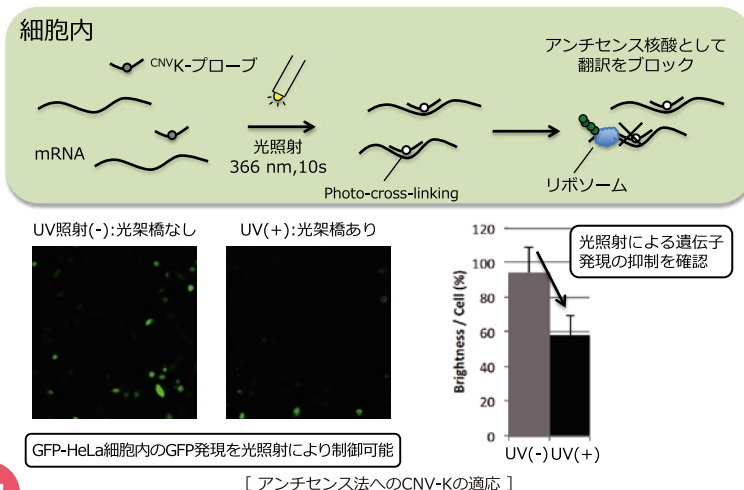 細胞内
CNVK-プローブ
mRNA
光照射
366 nm,10s
Photo-cross-linking
アンチセンス核酸として
翻訳をブロック
リボソーム
UV照射(-):光架橋なし
UV(+):光架橋あり
GFP-HeLa細胞内のGFP発現を光照射により制御可能
Brightness / Cell (%)
120
100
80
60
40
20
0
UV(-)
UV(+)
光照射による遺伝子
発現の抑制を確認
[ アンチセンス法へのCNV-Kの適応 ]